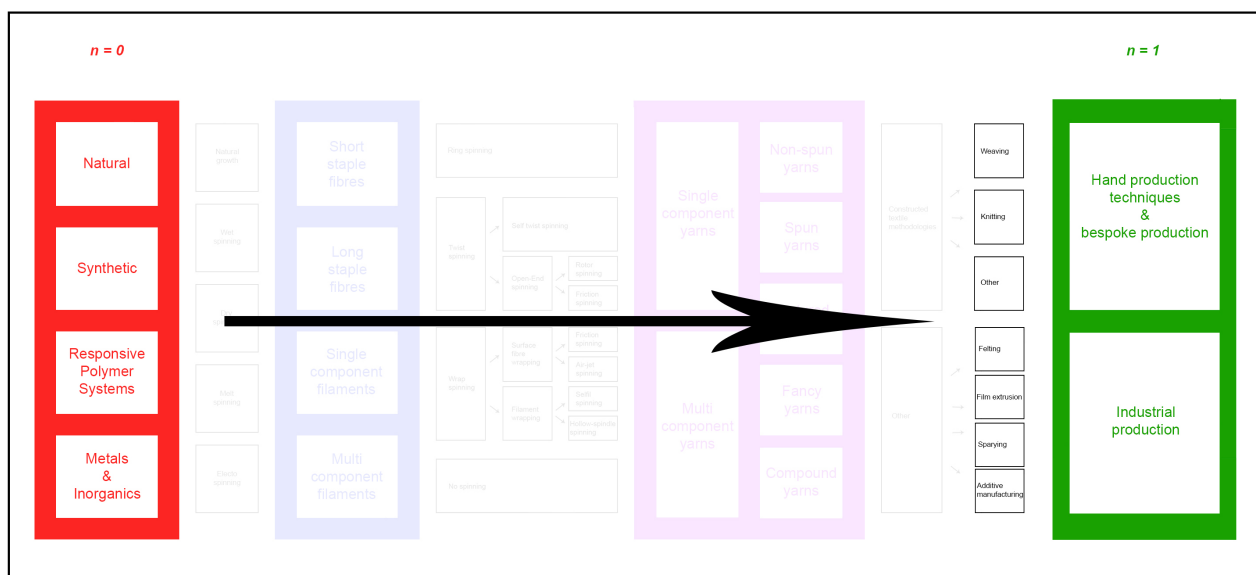 n = 0
n = 1
Natural
Synthetic
Responsive
Polymer
Systems
Metals
&
Inorganics
Natural
growth
Wet
spinning
Melt
spinning
Electro
spinning
Short
staple
fibres
Long
staple
fibres
Single
component
filaments
Multi
component
filaments
Ring spinning
Twist
spinning
Self twist spinning
Open-End
spinning
Rotor
spinning
Friction
spinning
Wrap
spinning
Surface
fibre
wrapping
Friction
spinning
Air jet
spinning
Filament
wrapping
Selfil
spinning
Hollow-spindle
spinning
No spinning
Single
component
yarns
Multi
component
yarns
Non-spun
yarns
Spun
yarns
Fancy
yarns
Compound
yarns
Constructed
textile
methodologies
Other
Weaving
Knitting
Other
Felting
Film extrusion
Sparying
Additive
manufacturing
Hand production
techniques
&
bespoke production
Industrial
production